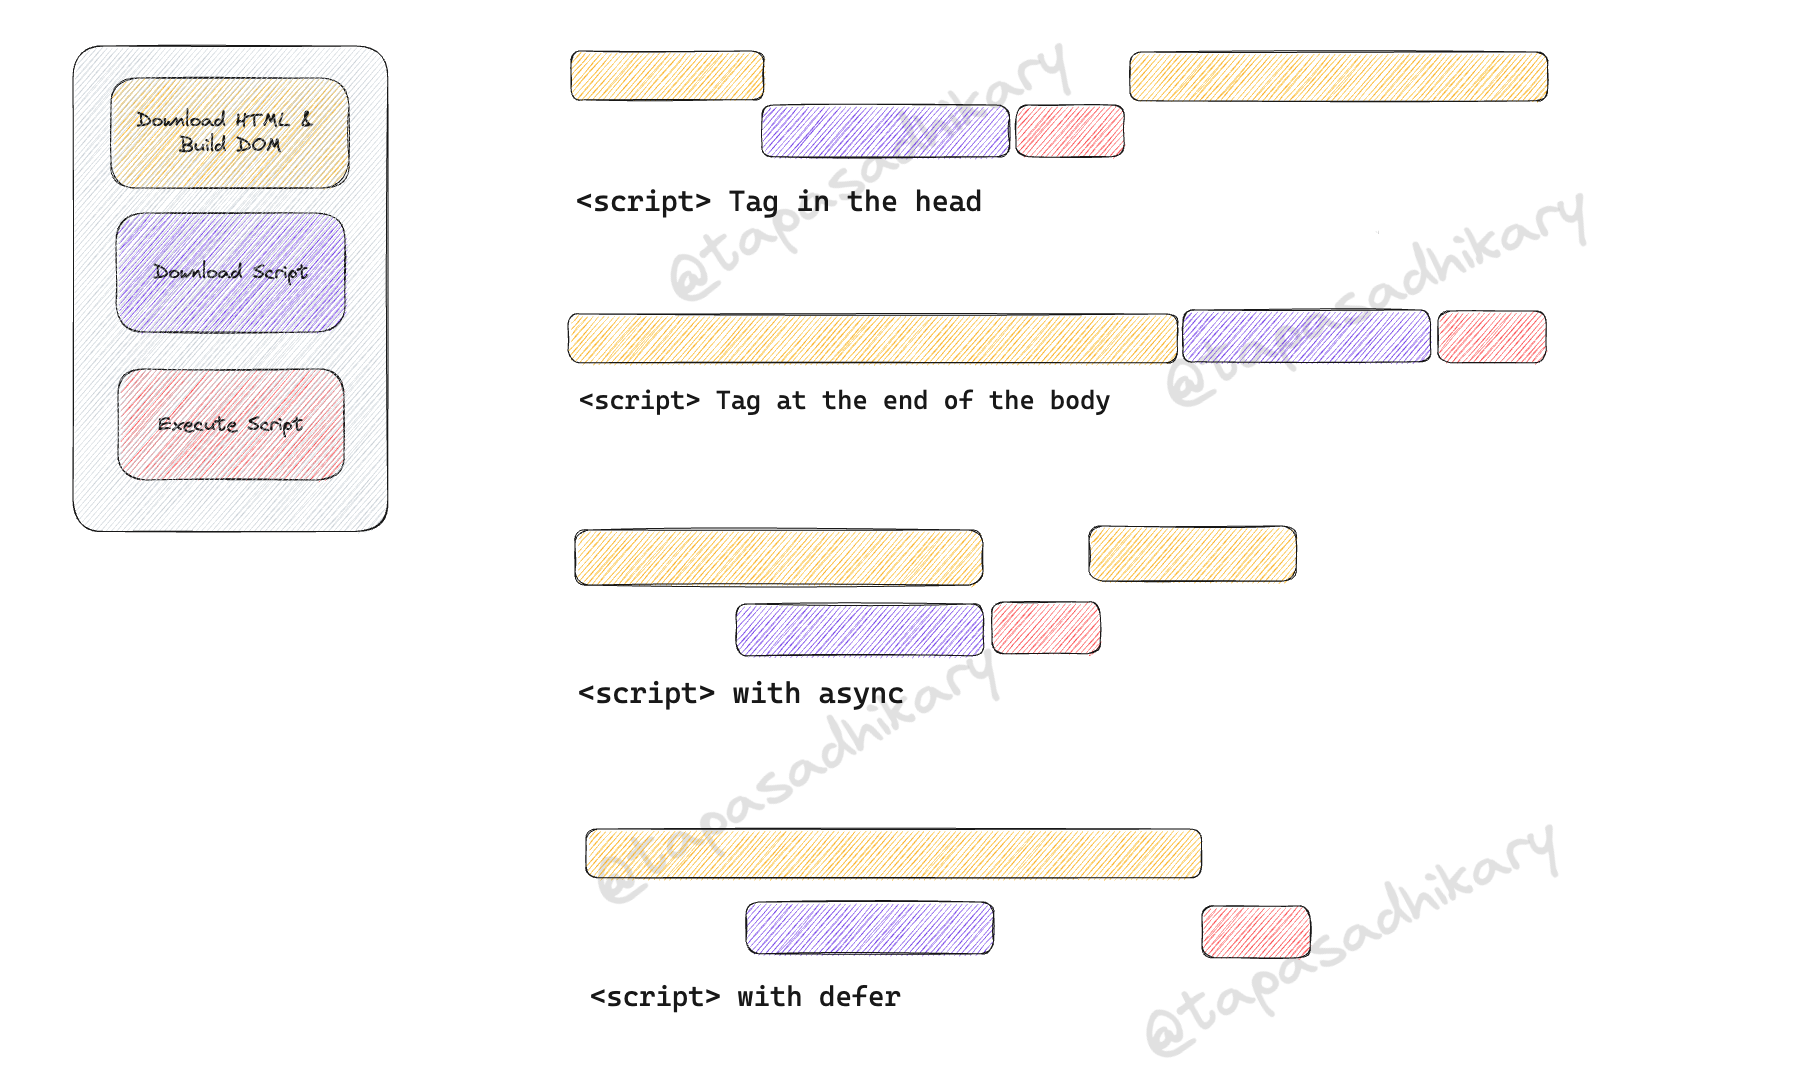 Download HTML &
Build DOM
Download Script
Execute Script
@tapasadhikary
<script> Tag in the head
@tapasadhikary
<script> Tag at the end of the body
<script> with async
@tapasadhikary
@tapasadhikary
<script> with defer